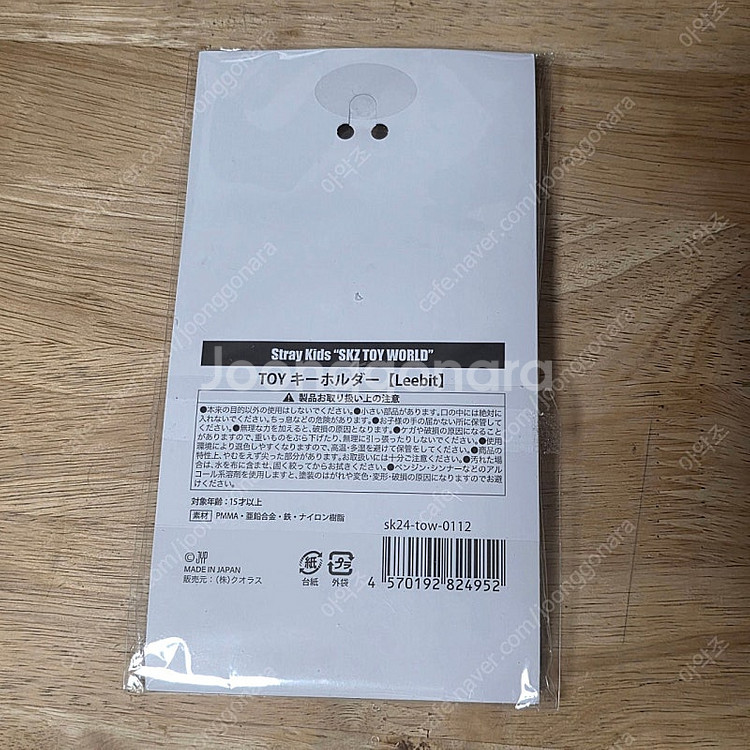 Stray Kids "SKZ TOY WORLD"
Joonggonara
TOY キーホルダー【Leebit】
製品お取り扱い上の注意
●本来の目的以外の使用はしないでください。●小さい部品があります。口の中には絶対に
入れないでください。ちっ息などの危険があります。●お子様の手の届かない所に保管して
ください。●無理な力を加えると、破損の原因となります。●ケガや破損の原因になること
がありますので、重いものをぶら下げたり、無理に引っ張ったりしないでください。●使用
環境により退色しやすくなりますので、高温・多湿を避けて保管をしてください。●商品の
特性上、やむをえず尖った部分があります。お取扱いには十分ご注意ください。●汚れた場
合は、水を布に含ませ、固く絞ってからお拭きください。●ベンジン・シンナーなどのアル
コール系溶剤を使用しますと、塗装のはがれや変色・変形・破損の原因になりますのでお避
けください。
対象年齢：15才以上
素材 PMMA・亜鉛合金・鉄・ナイロン樹脂
sk24-tow-0112
© JYP
MADE IN JAPAN
販売元：（株）クオラス
紙
台紙
プラ
外袋
4 570192 824952
cafe.naver.com/joonggonara
이약조